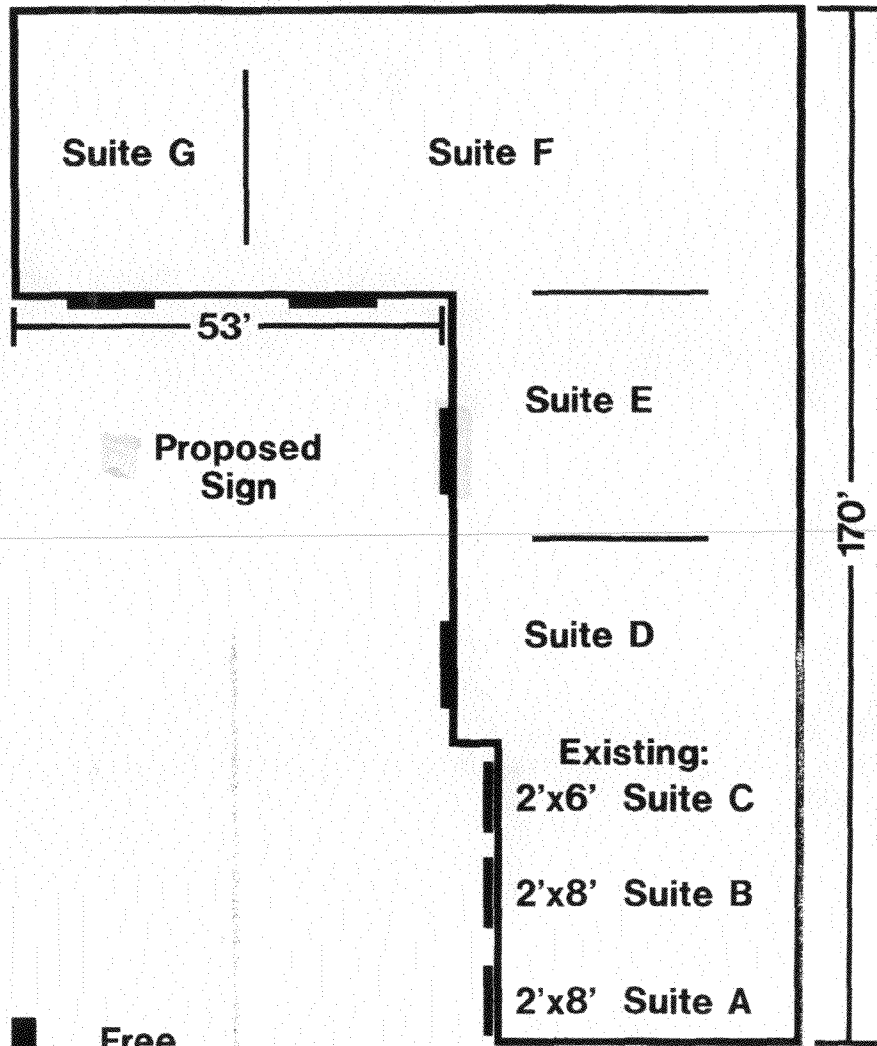 Suite G
Suite F
53'
Suite E
Proposed
Sign
170'
Suite D
Existing:
2'x6' Suite C
2'x8' Suite B
2'x8' Suite A
Free